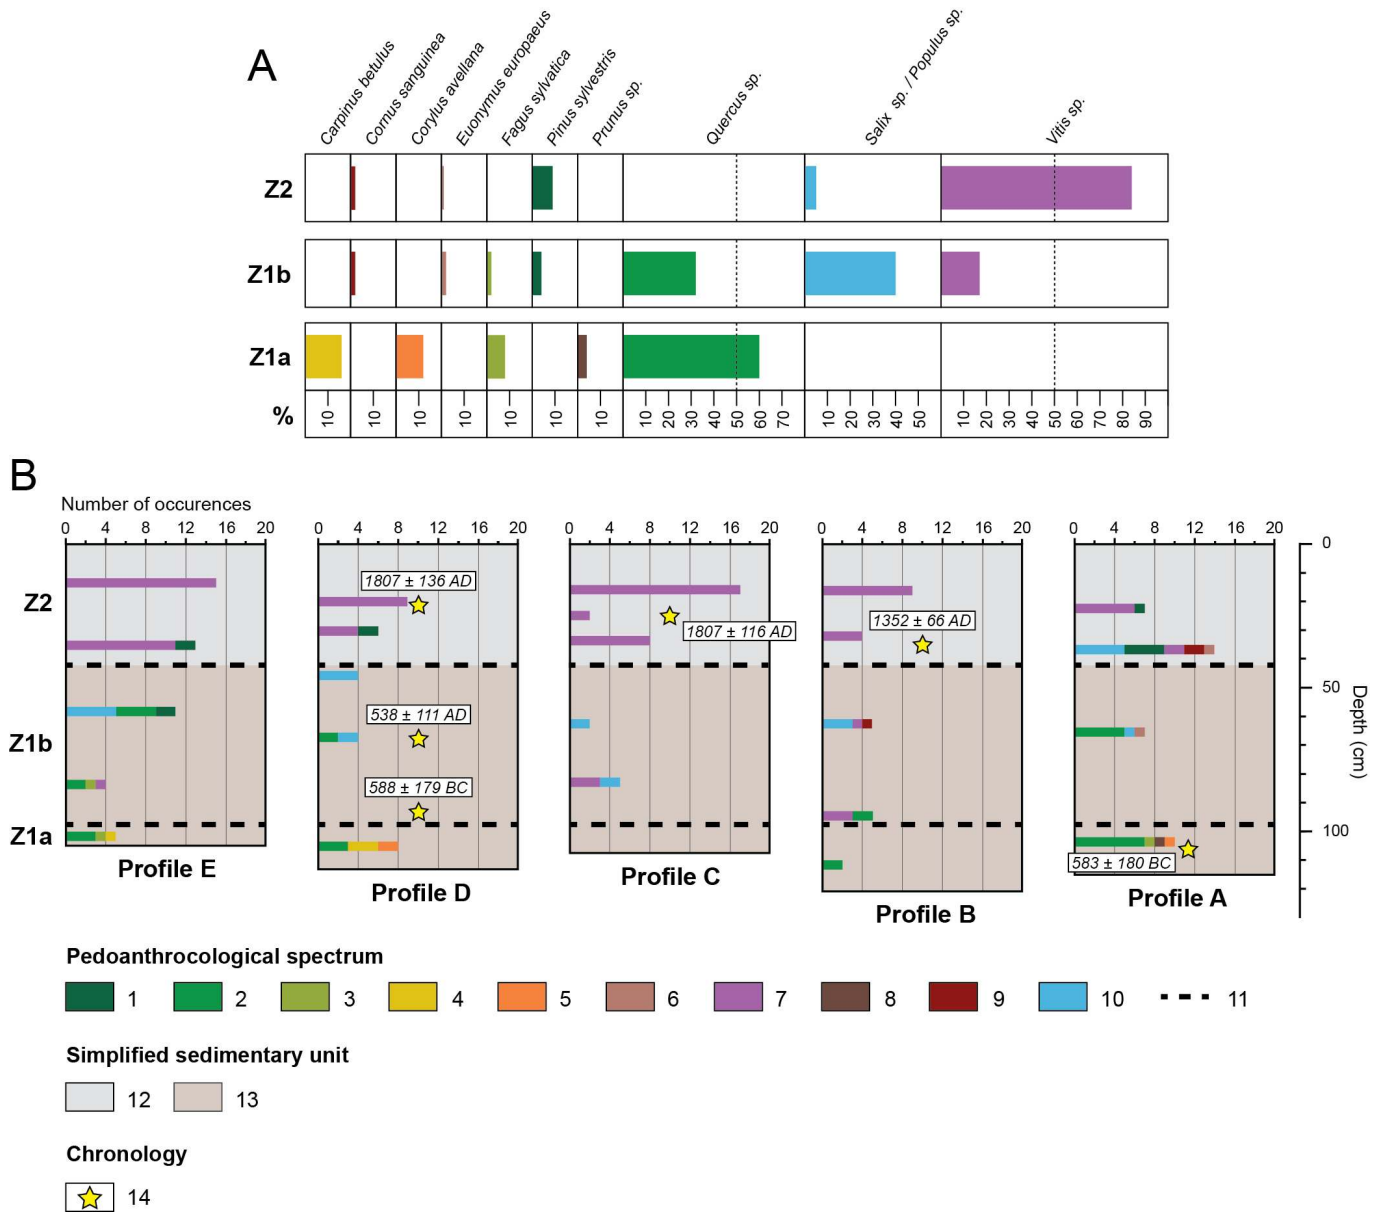 A
Carpinus betulus
Cornus sanguinea
Corylus avellana
Euonymus europaeus
Fagus sylvatica
Pinus sylvestris
Prunus sp.
Quercus sp.
Salix sp. / Populus sp.
Vitis sp.
Z2
Z1b
Z1a
%
10 10 10 10 10 10 10 10 20 30 40 50 60 70 10 20 30 40 50 10 20 30 40 50 60 70 80 90
B
Number of occurences
0 4 8 12 16 20 0 4 8 12 16 20 0 4 8 12 16 20 0 4 8 12 16 20 0 4 8 12 16 20
0
Z2
1807 ± 136 AD
1807 ± 116 AD
1352 ± 66 AD
50
Depth (cm)
Z1b
538 ± 111 AD
588 ± 179 BC
Z1a
100
583 ± 180 BC
Profile E
Profile D
Profile C
Profile B
Profile A
Pedoanthrocological spectrum
1 2 3 4 5 6 7 8 9 10 11
Simplified sedimentary unit
12 13
Chronology
14